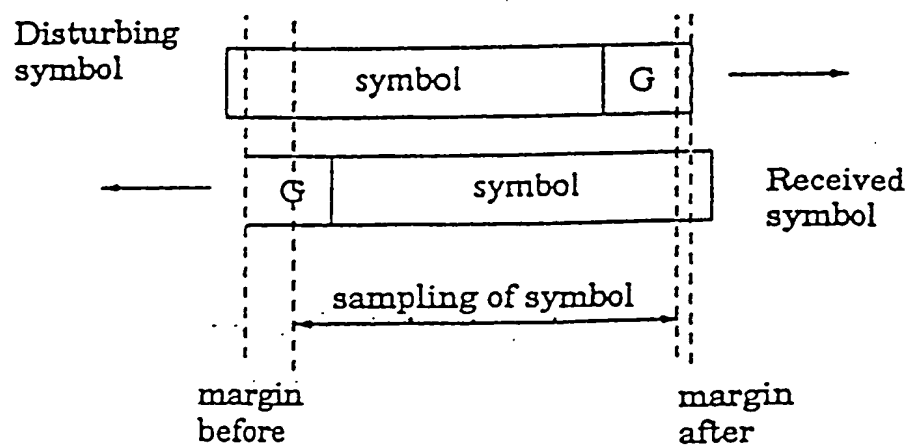 Disturbing
symbol
symbol
G
G
symbol
Received
symbol
sampling of symbol
margin
before
margin
after